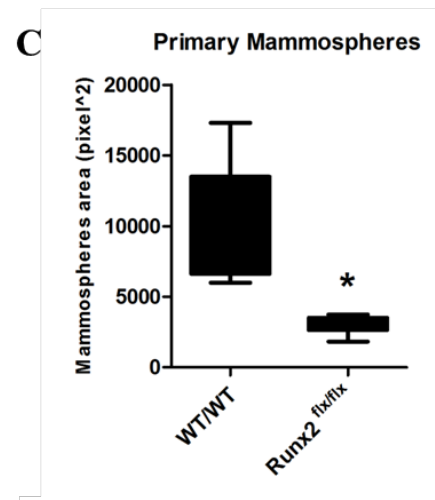 C
Primary Mammospheres
Mammospheres area (pixel^2)
20000
15000
10000
5000
0
*
WT/WT
Runx2 flx/flx